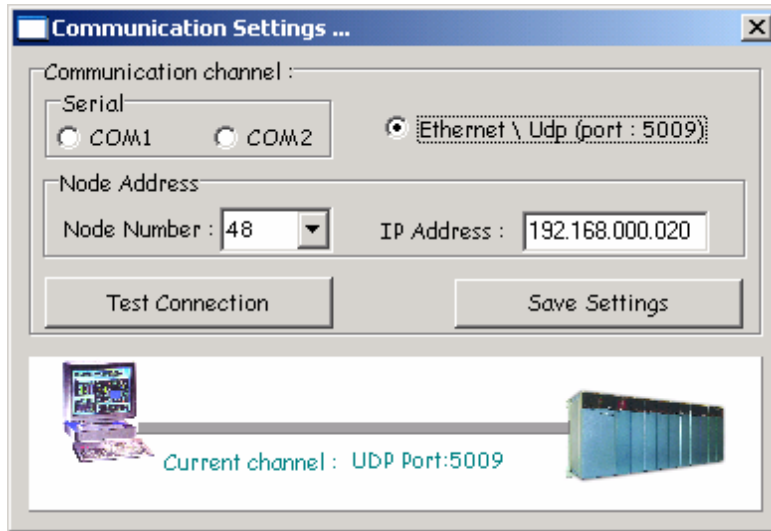 Communication Settings ...
Communication channel :
Serial
COM1 COM2
Ethernet \ Udp (port : 5009)
Node Address
Node Number : 48
IP Address : 192.168.000.020
Test Connection
Save Settings
Current channel : UDP Port:5009